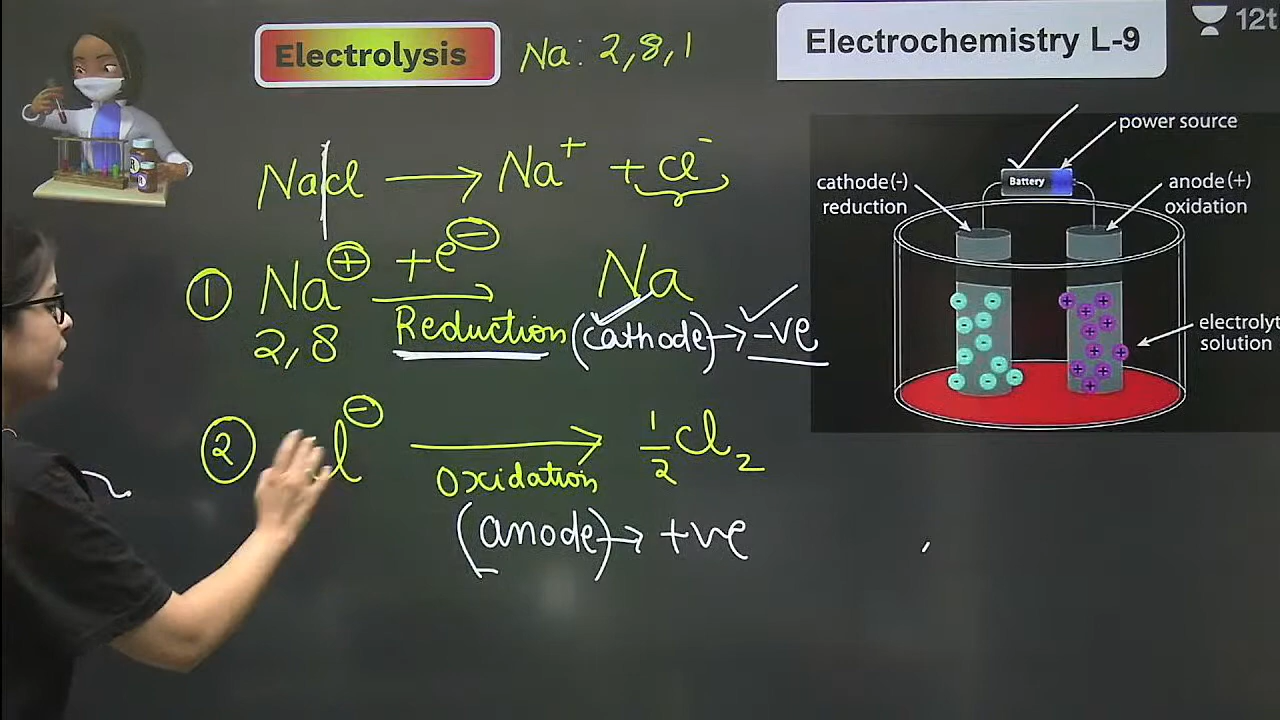 Electrolysis
Na: 2,8,1
Electrochemistry L-9
12t
NaCl → Na⁺ + Cl⁻
① Na⊕ +e⊖ → Na
2,8 Reduction (cathode) → -ve
② l⊖ → ½Cl₂
Oxidation
(anode) → +ve
power source
Battery
cathode(-)
reduction
anode(+)
oxidation
electrolyt
solution